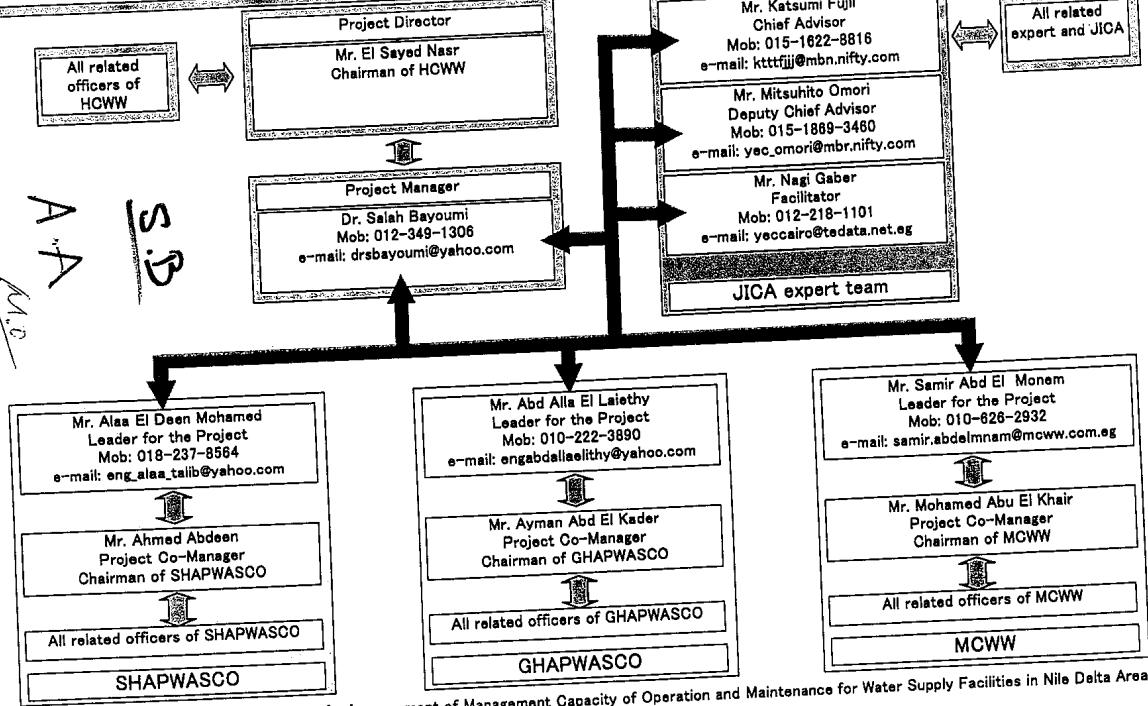 Project Director
Mr. El Sayed Nasr
Chairman of HCWW
All related
officers of
HCWW
Mr. Katsumi Fujii
Chief Advisor
Mob: 015-1622-8816
e-mail: ktttfjjj@mbn.nifty.com
All related
expert and JICA
Mr. Mitsuhito Omori
Deputy Chief Advisor
Mob: 015-1869-3460
e-mail: yec_omori@mbr.nifty.com
Mr. Nagi Gaber
Facilitator
Mob: 012-218-1101
e-mail: yeccairo@tedata.net.eg
JICA expert team
Project Manager
Dr. Salah Bayoumi
Mob: 012-349-1306
e-mail: drsbayoumi@yahoo.com
S.B
A.A
M.O
Mr. Alaa El Deen Mohamed
Leader for the Project
Mob: 018-237-8564
e-mail: eng_alaa_talib@yahoo.com
Mr. Ahmed Abdeen
Project Co-Manager
Chairman of SHAPWASCO
All related officers of SHAPWASCO
SHAPWASCO
Mr. Abd Alla El Laiethy
Leader for the Project
Mob: 010-222-3890
e-mail: engabdallaelithy@yahoo.com
Mr. Ayman Abd El Kader
Project Co-Manager
Chairman of GHAPWASCO
All related officers of GHAPWASCO
GHAPWASCO
Mr. Samir Abd El Monem
Leader for the Project
Mob: 010-626-2932
e-mail: samir.abdelmnam@mcww.com.eg
Mr. Mohamed Abu El Khair
Project Co-Manager
Chairman of MCWW
All related officers of MCWW
MCWW
of Management Capacity of Operation and Maintenance for Water Supply Facilities in Nile Delta Area